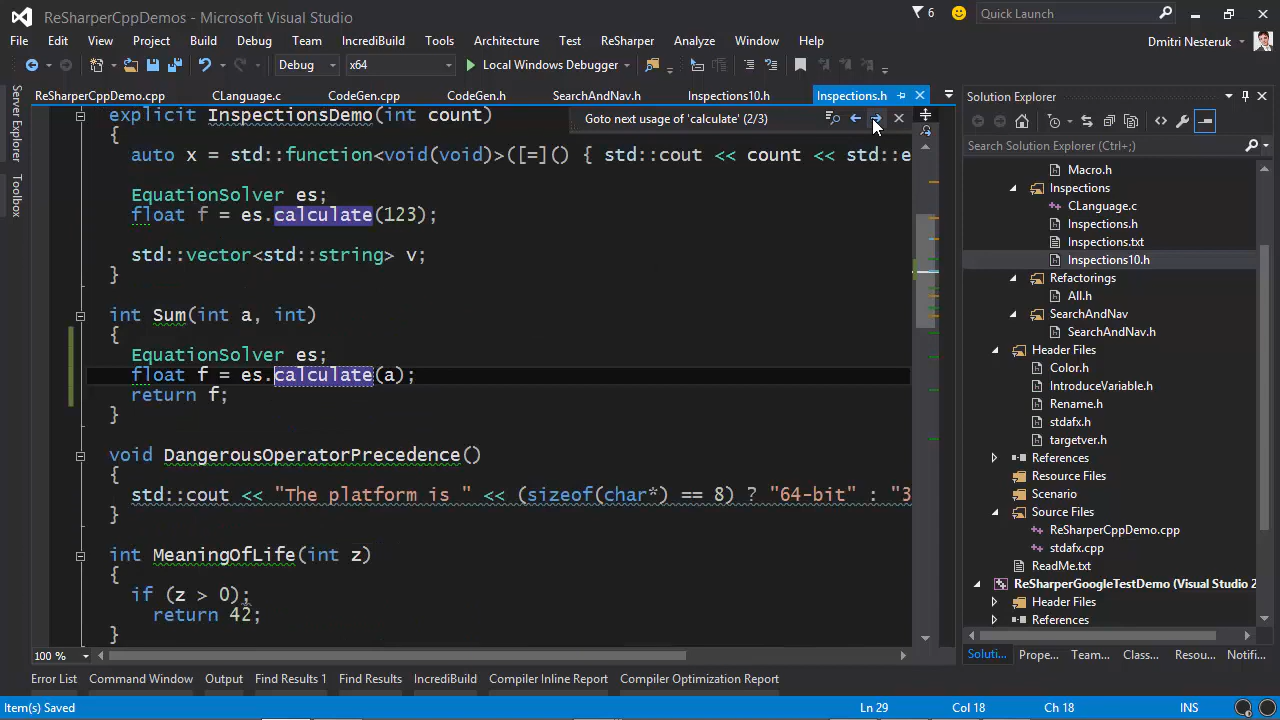 ReSharperCppDemos - Microsoft Visual Studio
6
Quick Launch
File Edit View Project Build Debug Team IncrediBuild Tools Architecture Test ReSharper Analyze Window Help
Dmitri Nesteruk
Debug x64 Local Windows Debugger
Server Explorer
Toolbox
ReSharperCppDemo.cpp CLanguage.c CodeGen.cpp CodeGen.h SearchAndNav.h Inspections10.h Inspections.h
Goto next usage of 'calculate' (2/3)
explicit InspectionsDemo(int count)
{
auto x = std::function<void(void)>([=]() { std::cout << count << std::e
EquationSolver es;
float f = es.calculate(123);
std::vector<std::string> v;
}
int Sum(int a, int)
{
EquationSolver es;
float f = es.calculate(a);
return f;
}
void DangerousOperatorPrecedence()
{
std::cout << "The platform is " << (sizeof(char*) == 8) ? "64-bit" : "3
}
int MeaningOfLife(int z)
{
if (z > 0);
return 42;
}
100 %
Solution Explorer
Search Solution Explorer (Ctrl+;)
Macro.h
Inspections
CLanguage.c
Inspections.h
Inspections.txt
Inspections10.h
Refactorings
All.h
SearchAndNav
SearchAndNav.h
Header Files
Color.h
IntroduceVariable.h
Rename.h
stdafx.h
targetver.h
References
Resource Files
Scenario
Source Files
ReSharperCppDemo.cpp
stdafx.cpp
ReadMe.txt
ReSharperGoogleTestDemo (Visual Studio 2
Header Files
References
Soluti... Prope... Team... Class... Resou... Notifi...
Error List Command Window Output Find Results 1 Find Results IncrediBuild Compiler Inline Report Compiler Optimization Report
Item(s) Saved Ln 29 Col 18 Ch 18 INS